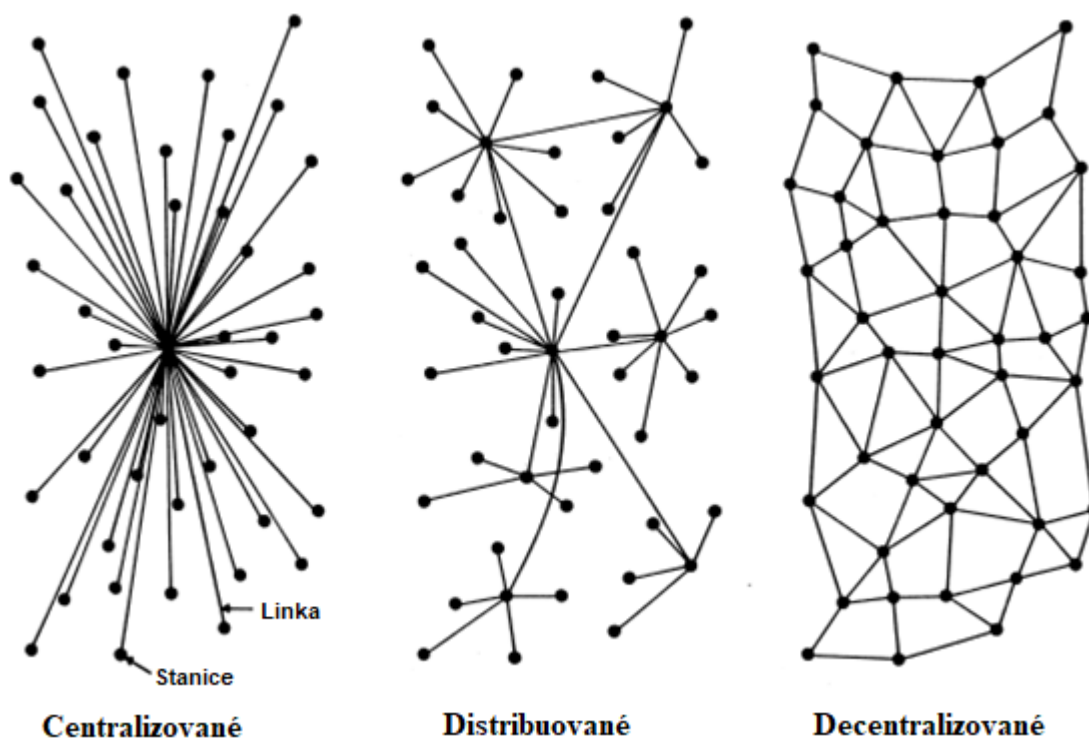 Linka
Stanice
Centralizované
Distribuované
Decentralizované